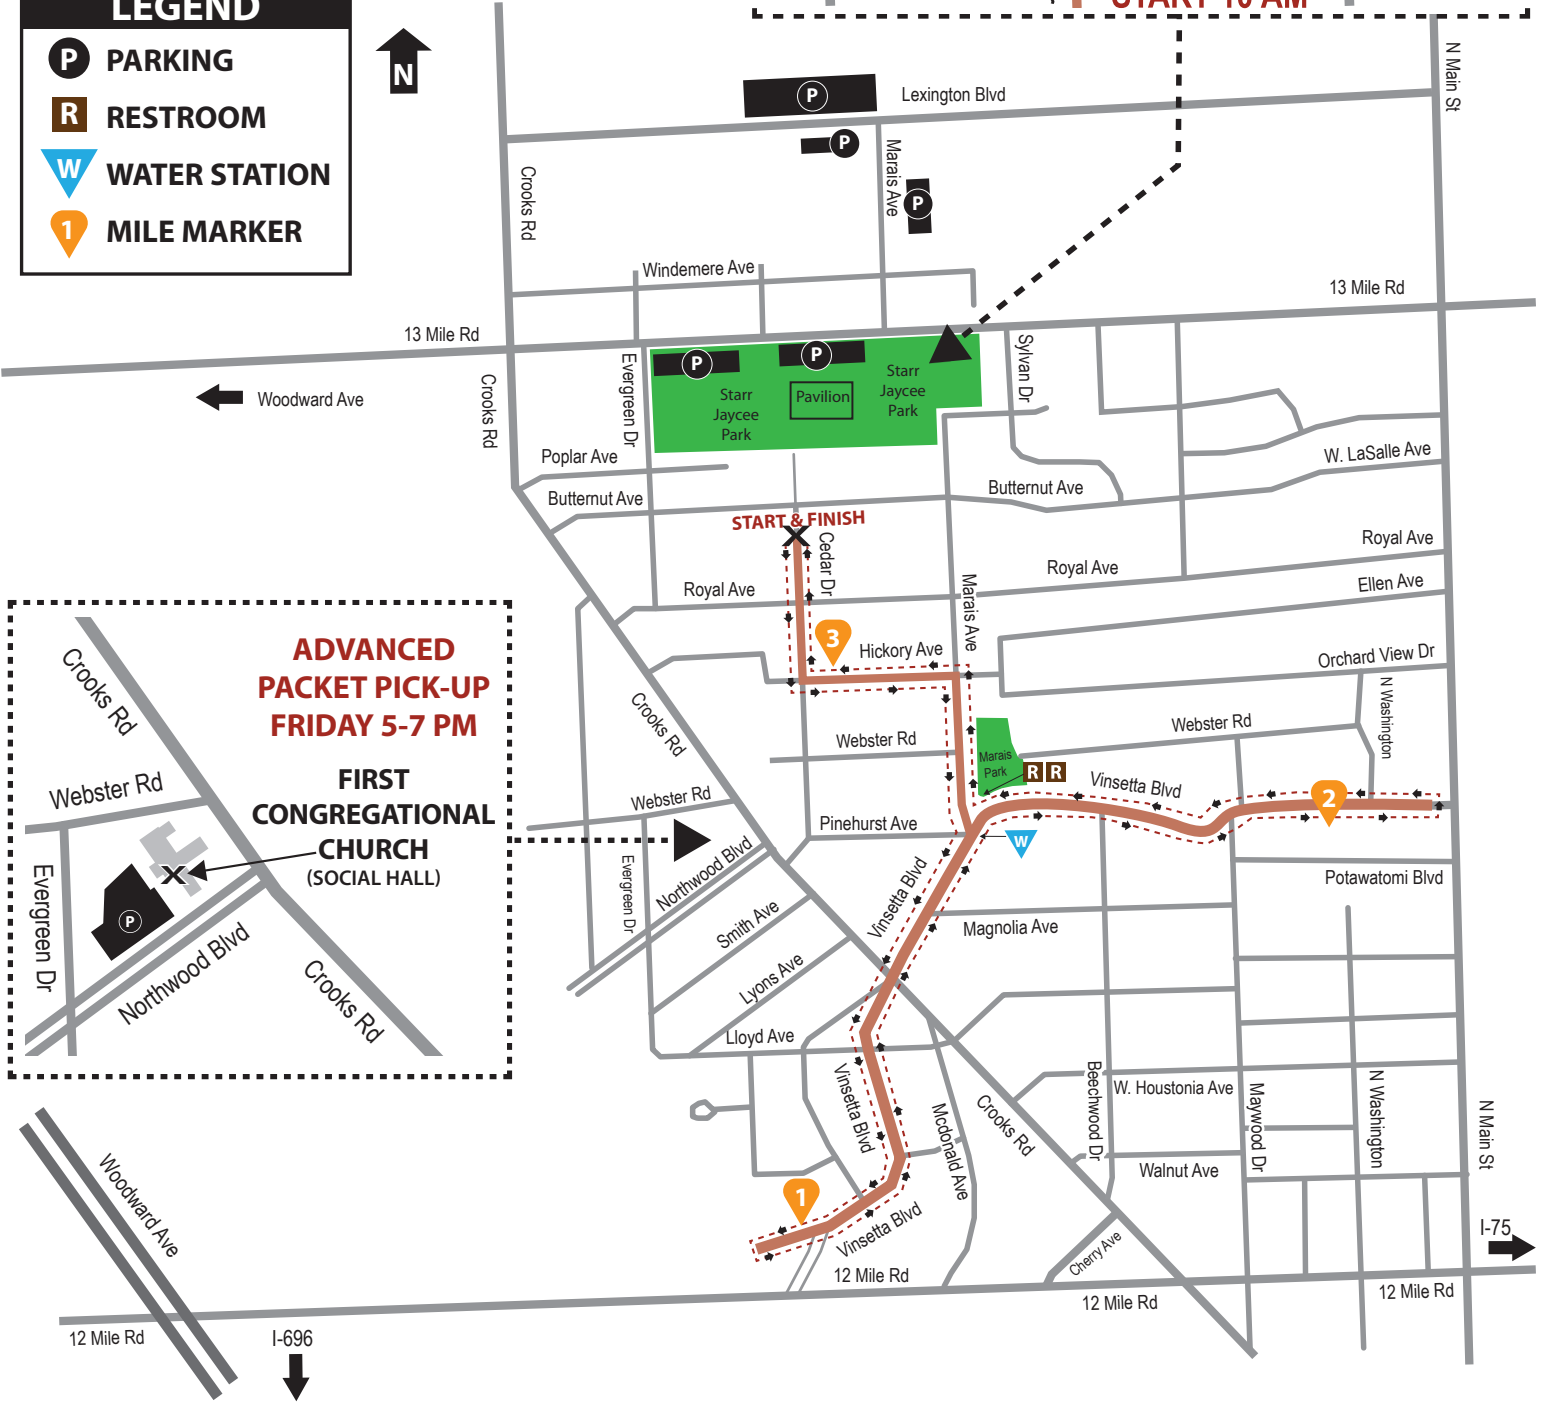 LEGEND
P PARKING
R RESTROOM
W WATER STATION
1 MILE MARKER
N
START 10 AM
Lexington Blvd
N Main St
P
P
P
Marais Ave
Crooks Rd
Windemere Ave
13 Mile Rd
13 Mile Rd
Woodward Ave
Crooks Rd
Evergreen Dr
P
P
Starr
Jaycee
Park
Pavilion
Starr
Jaycee
Park
Sylvan Dr
Poplar Ave
Butternut Ave
Butternut Ave
W. LaSalle Ave
START & FINISH
Cedar Dr
Royal Ave
Royal Ave
Royal Ave
Ellen Ave
Marais Ave
3
Hickory Ave
Orchard View Dr
N Washington
Crooks Rd
Webster Rd
Webster Rd
Marais
Park
R R
Vinsetta Blvd
2
Webster Rd
Pinehurst Ave
W
Northwood Blvd
Evergreen Dr
Vinsetta Blvd
Potawatomi Blvd
Smith Ave
Magnolia Ave
Lyons Ave
Lloyd Ave
Vinsetta Blvd
Mcdonald Ave
Crooks Rd
Beechwood Dr
W. Houstonia Ave
Maywood Dr
N Washington
N Main St
Walnut Ave
1
Vinsetta Blvd
Cherry Ave
I-75
12 Mile Rd
12 Mile Rd
12 Mile Rd
ADVANCED
PACKET PICK-UP
FRIDAY 5-7 PM
FIRST
CONGREGATIONAL
CHURCH
(SOCIAL HALL)
Crooks Rd
Webster Rd
Evergreen Dr
P
Northwood Blvd
Crooks Rd
Woodward Ave
12 Mile Rd
I-696